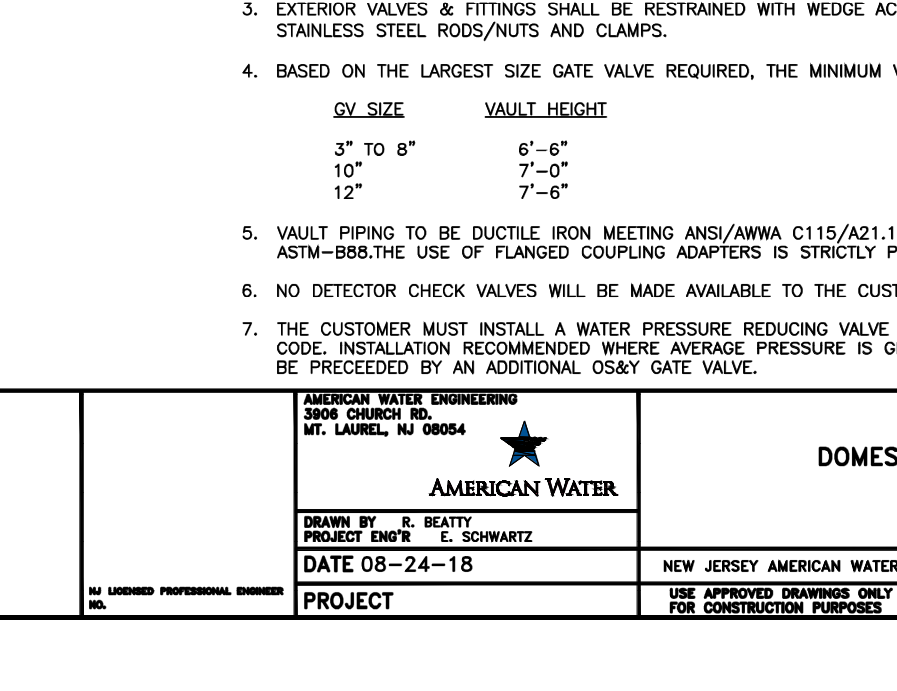 3. EXTERIOR VALVES & FITTINGS SHALL BE RESTRAINED WITH WEDGE AC
STAINLESS STEEL RODS/NUTS AND CLAMPS.
4. BASED ON THE LARGEST SIZE GATE VALVE REQUIRED, THE MINIMUM V
GV SIZE VAULT HEIGHT
3" TO 8" 6'-6"
10" 7'-0"
12" 7'-6"
5. VAULT PIPING TO BE DUCTILE IRON MEETING ANSI/AWWA C115/A21.1
ASTM-B88.THE USE OF FLANGED COUPLING ADAPTERS IS STRICTLY P
6. NO DETECTOR CHECK VALVES WILL BE MADE AVAILABLE TO THE CUST
7. THE CUSTOMER MUST INSTALL A WATER PRESSURE REDUCING VALVE
CODE. INSTALLATION RECOMMENDED WHERE AVERAGE PRESSURE IS G
BE PRECEEDED BY AN ADDITIONAL OS&Y GATE VALVE.
AMERICAN WATER ENGINEERING
3906 CHURCH RD.
MT. LAUREL, NJ 08054
AMERICAN WATER
DOMES
DRAWN BY R. BEATTY
PROJECT ENG'R E. SCHWARTZ
DATE 08-24-18
NEW JERSEY AMERICAN WATER
NJ LICENSED PROFESSIONAL ENGINEER
NO.
PROJECT
USE APPROVED DRAWINGS ONLY
FOR CONSTRUCTION PURPOSES